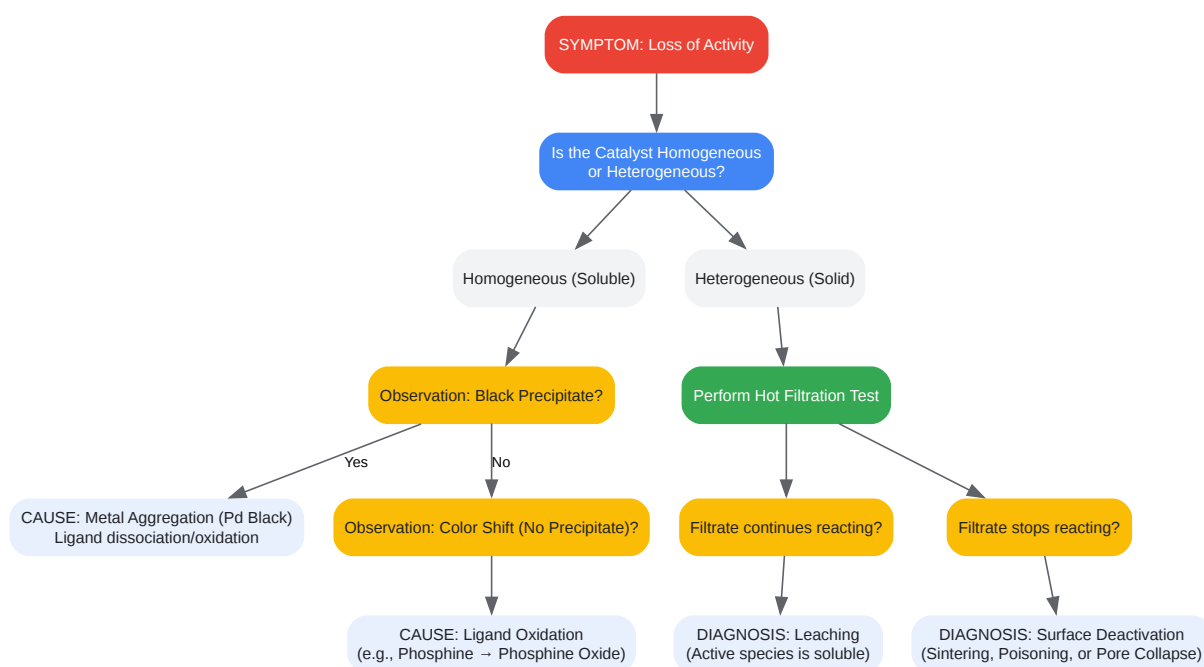 SYMPTOM: Loss of Activity
Is the Catalyst Homogeneous
or Heterogeneous?
Homogeneous (Soluble)
Heterogeneous (Solid)
Observation: Black Precipitate?
Perform Hot Filtration Test
Yes
No
CAUSE: Metal Aggregation (Pd Black)
Ligand dissociation/oxidation
Observation: Color Shift (No Precipitate)?
Filtrate continues reacting?
Filtrate stops reacting?
CAUSE: Ligand Oxidation
(e.g., Phosphine → Phosphine Oxide)
DIAGNOSIS: Leaching
(Active species is soluble)
DIAGNOSIS: Surface Deactivation
(Sintering, Poisoning, or Pore Collapse)